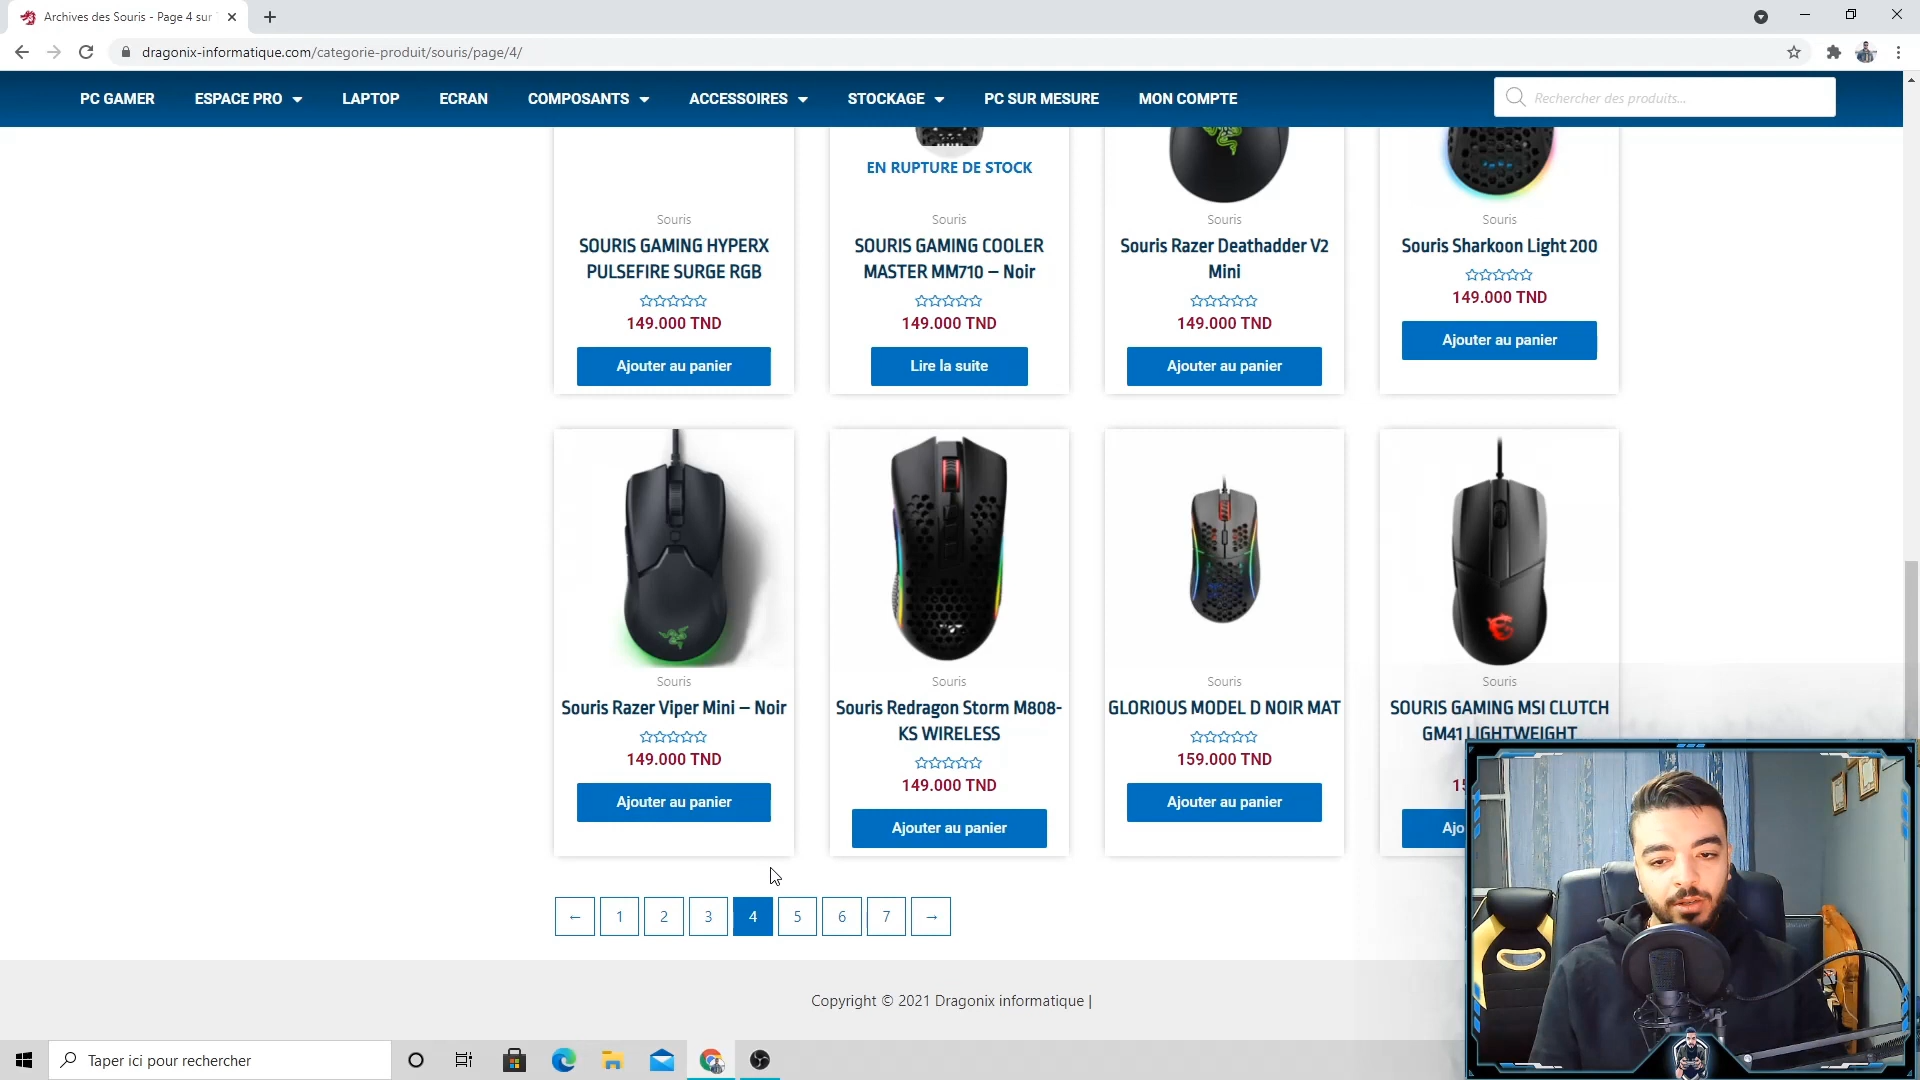 Archives des Souris - Page 4 sur
dragonix-informatique.com/categorie-produit/souris/page/4/
PC GAMER
ESPACE PRO
LAPTOP
ECRAN
COMPOSANTS
ACCESSOIRES
STOCKAGE
PC SUR MESURE
MON COMPTE
Rechercher des produits...
Souris
SOURIS GAMING HYPERX
PULSEFIRE SURGE RGB
149.000 TND
Ajouter au panier
EN RUPTURE DE STOCK
Souris
SOURIS GAMING COOLER
MASTER MM710 – Noir
149.000 TND
Lire la suite
Souris
Souris Razer Deathadder V2
Mini
149.000 TND
Ajouter au panier
Souris
Souris Sharkoon Light 200
149.000 TND
Ajouter au panier
Souris
Souris Razer Viper Mini – Noir
149.000 TND
Ajouter au panier
Souris
Souris Redragon Storm M808-
KS WIRELESS
149.000 TND
Ajouter au panier
Souris
GLORIOUS MODEL D NOIR MAT
159.000 TND
Ajouter au panier
Souris
SOURIS GAMING MSI CLUTCH
GM41 LIGHTWEIGHT
← 1 2 3 4 5 6 7 →
Copyright © 2021 Dragonix informatique |
Taper ici pour rechercher